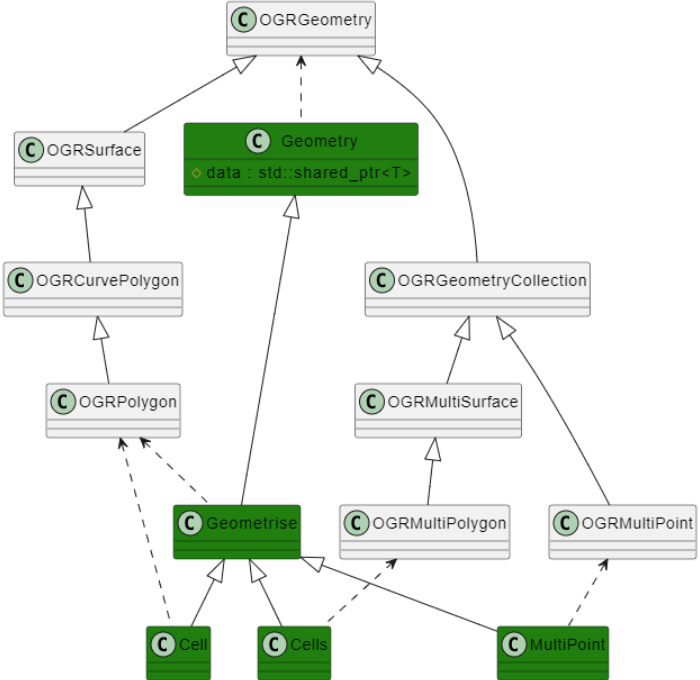 C OGRGeometry
C OGRSurface
C Geometry
data : std::shared_ptr<T>
C OGRCurvePolygon
C OGRGeometryCollection
C OGRPolygon
C OGRMultiSurface
C Geometrise
C OGRMultiPolygon
C OGRMultiPoint
C Cell
C Cells
C MultiPoint